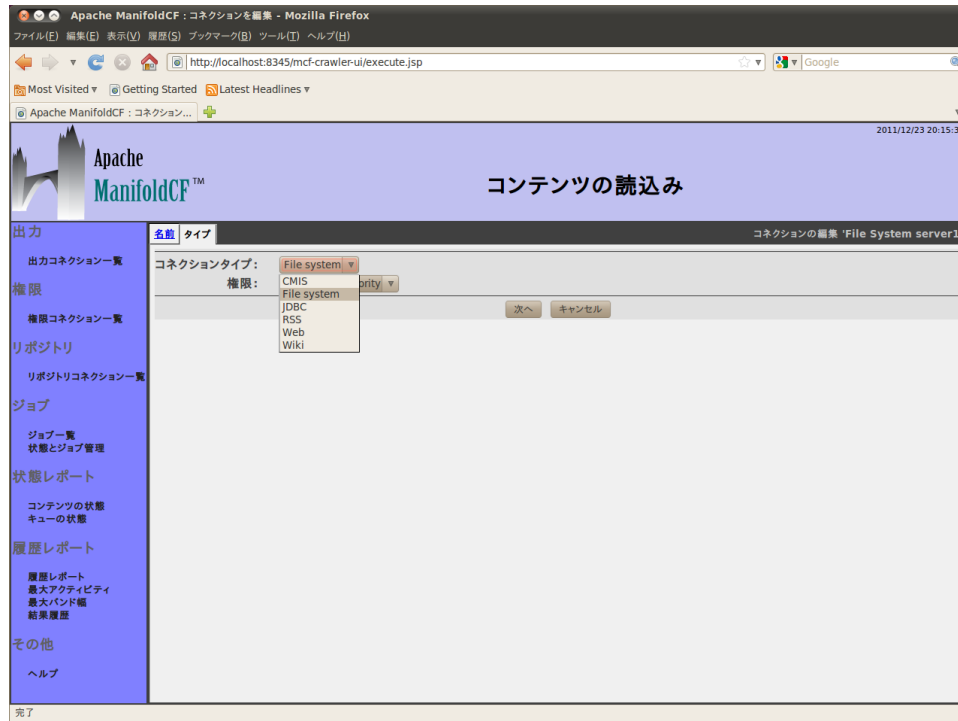 Apache ManifoldCF : コネクションを編集 - Mozilla Firefox
ファイル(F) 編集(E) 表示(V) 履歴(S) ブックマーク(B) ツール(T) ヘルプ(H)
http://localhost:8345/mcf-crawler-ui/execute.jsp
Google
Most Visited Getting Started Latest Headlines
Apache ManifoldCF : コネクション...
2011/12/23 20:15:3
Apache
ManifoldCF™
コンテンツの読込み
名前 タイプ
コネクションの編集 'File System server1
出力
出力コネクション一覧
権限
権限コネクション一覧
リポジトリ
リポジトリコネクション一覧
ジョブ
ジョブ一覧
状態とジョブ管理
状態レポート
コンテンツの状態
キューの状態
履歴レポート
履歴レポート
最大アクティビティ
最大バンド幅
結果履歴
その他
ヘルプ
コネクションタイプ: File system
権限: ority
CMIS
File system
JDBC
RSS
Web
Wiki
次へ キャンセル
完了